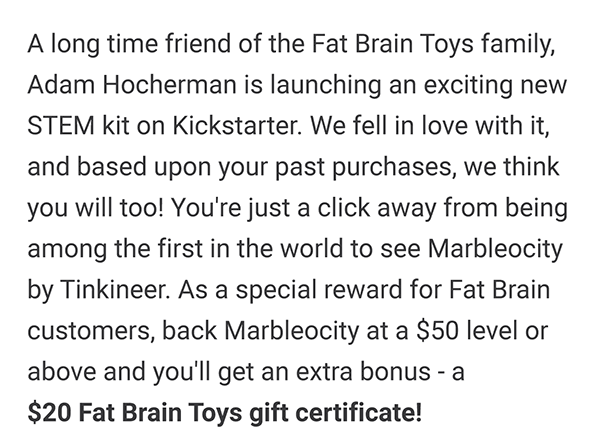 A long time friend of the Fat Brain Toys family,
Adam Hocherman is launching an exciting new
STEM kit on Kickstarter. We fell in love with it,
and based upon your past purchases, we think
you will too! You're just a click away from being
among the first in the world to see Marbleocity
by Tinkineer. As a special reward for Fat Brain
customers, back Marbleocity at a $50 level or
above and you'll get an extra bonus - a
$20 Fat Brain Toys gift certificate!